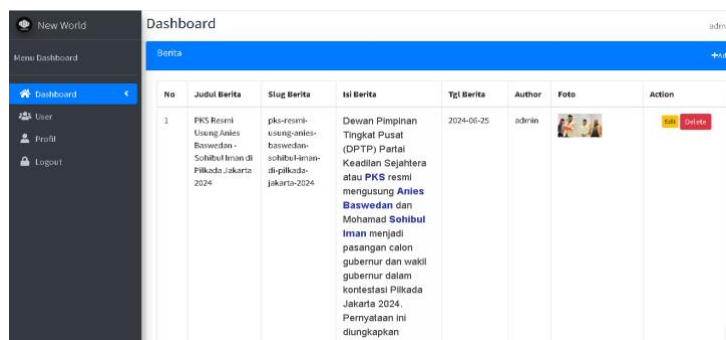 New World
Dashboard
adm
Menu Dashboard
Berita
+Ad
Dashboard
User
Profil
Logout
No Judul Berita Slug Berita Isi Berita Tgl Berita Author Foto Action
1
PKS Resmi
Usung Anies
Baswedan -
Sohibul Iman di
Pilkada Jakarta
2024
pks-resmi-
usung-anies-
baswedan-
sohibul-iman-
di-pilkada-
jakarta-2024
Dewan Pimpinan
Tingkat Pusat
(DPTP) Partai
Keadilan Sejahtera
atau PKS resmi
mengusung Anies
Baswedan dan
Mohamad Sohibul
Iman menjadi
pasangan calon
gubernur dan wakil
gubernur dalam
kontestasi Pilkada
Jakarta 2024.
Pernyataan ini
diungkapkan
2024-06-25
admin
Edit Delete